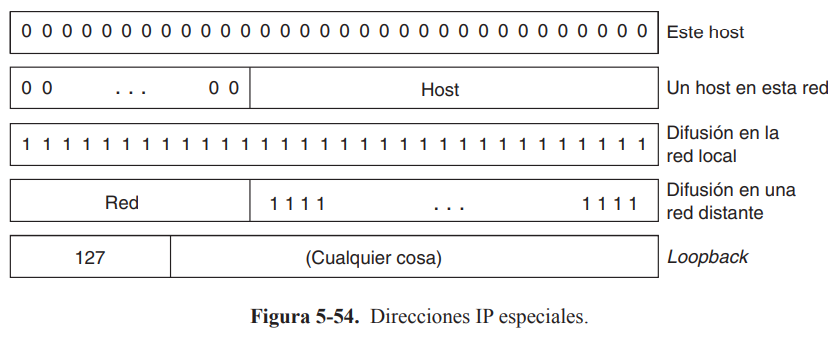 0 0 0 0 0 0 0 0 0 0 0 0 0 0 0 0 0 0 0 0 0 0 0 0 0 0 0 0 0 0 0 0 Este host
0 0 ... 0 0 Host Un host en esta red
1 1 1 1 1 1 1 1 1 1 1 1 1 1 1 1 1 1 1 1 1 1 1 1 1 1 1 1 1 1 1 1 Difusión en la
red local
Red 1 1 1 1 ... 1 1 1 1 Difusión en una
red distante
127 (Cualquier cosa) Loopback
Figura 5-54. Direcciones IP especiales.